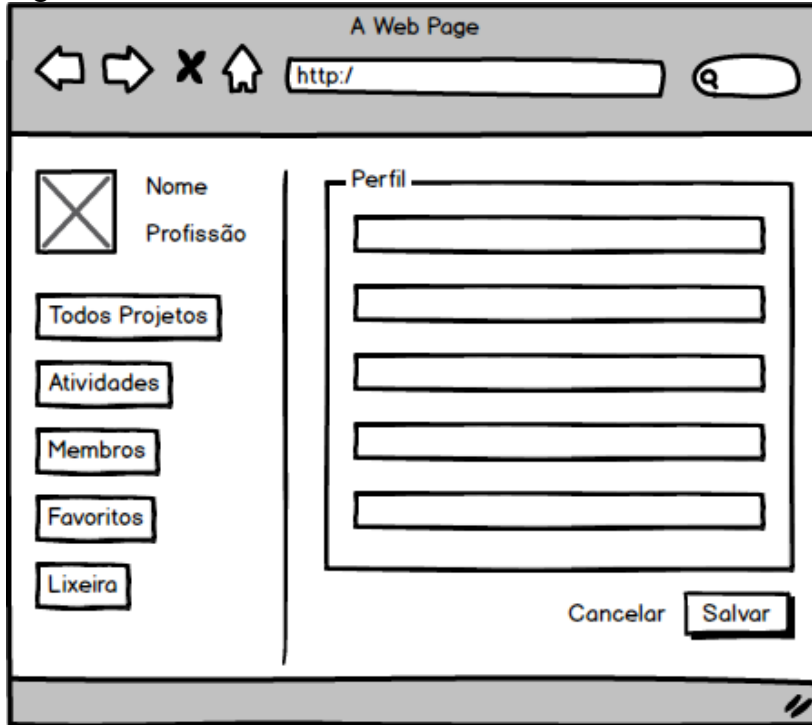 A Web Page
http:/
Nome
Profissão
Todos Projetos
Atividades
Membros
Favoritos
Lixeira
Perfil
Cancelar
Salvar